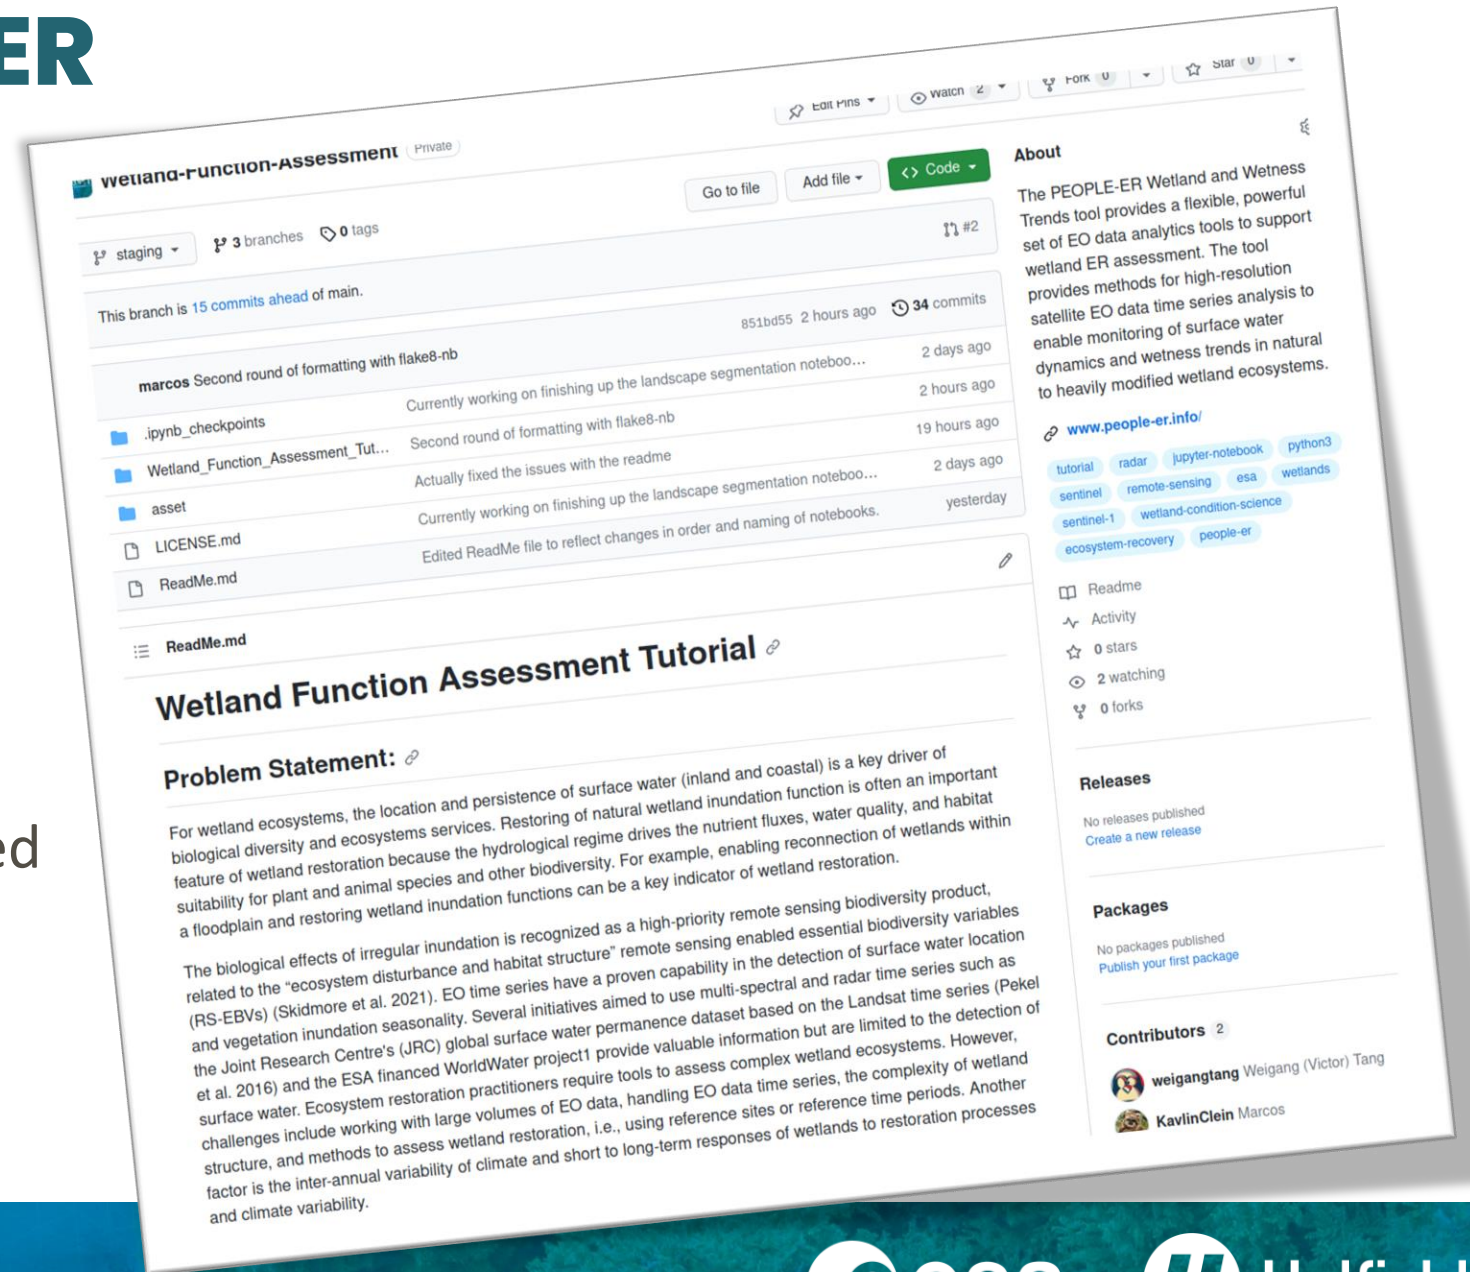 ER
ed
Wetland-Function-Assessment Private
Edit Pins Watch 2 Fork 0 Star 0
staging 3 branches 0 tags Go to file Add file <> Code
This branch is 15 commits ahead of main. #2
marcos Second round of formatting with flake8-nb 851bd55 2 hours ago 34 commits
.ipynb_checkpoints Currently working on finishing up the landscape segmentation noteboo... 2 days ago
Wetland_Function_Assessment_Tut... Second round of formatting with flake8-nb 2 hours ago
asset Actually fixed the issues with the readme 19 hours ago
LICENSE.md Currently working on finishing up the landscape segmentation noteboo... 2 days ago
ReadMe.md Edited ReadMe file to reflect changes in order and naming of notebooks. yesterday
ReadMe.md
Wetland Function Assessment Tutorial
Problem Statement:
For wetland ecosystems, the location and persistence of surface water (inland and coastal) is a key driver of
biological diversity and ecosystems services. Restoring of natural wetland inundation function is often an important
feature of wetland restoration because the hydrological regime drives the nutrient fluxes, water quality, and habitat
suitability for plant and animal species and other biodiversity. For example, enabling reconnection of wetlands within
a floodplain and restoring wetland inundation functions can be a key indicator of wetland restoration.
The biological effects of irregular inundation is recognized as a high-priority remote sensing biodiversity product,
related to the “ecosystem disturbance and habitat structure” remote sensing enabled essential biodiversity variables
(RS-EBVs) (Skidmore et al. 2021). EO time series have a proven capability in the detection of surface water location
and vegetation inundation seasonality. Several initiatives aimed to use multi-spectral and radar time series such as
the Joint Research Centre's (JRC) global surface water permanence dataset based on the Landsat time series (Pekel
et al. 2016) and the ESA financed WorldWater project1 provide valuable information but are limited to the detection of
surface water. Ecosystem restoration practitioners require tools to assess complex wetland ecosystems. However,
challenges include working with large volumes of EO data, handling EO data time series, the complexity of wetland
structure, and methods to assess wetland restoration, i.e., using reference sites or reference time periods. Another
factor is the inter-annual variability of climate and short to long-term responses of wetlands to restoration processes
and climate variability.
About
The PEOPLE-ER Wetland and Wetness
Trends tool provides a flexible, powerful
set of EO data analytics tools to support
wetland ER assessment. The tool
provides methods for high-resolution
satellite EO data time series analysis to
enable monitoring of surface water
dynamics and wetness trends in natural
to heavily modified wetland ecosystems.
www.people-er.info/
tutorial radar jupyter-notebook python3
sentinel remote-sensing esa wetlands
sentinel-1 wetland-condition-science
ecosystem-recovery people-er
Readme
Activity
0 stars
2 watching
0 forks
Releases
No releases published
Create a new release
Packages
No packages published
Publish your first package
Contributors 2
weigangtang Weigang (Victor) Tang
KavlinClein Marcos